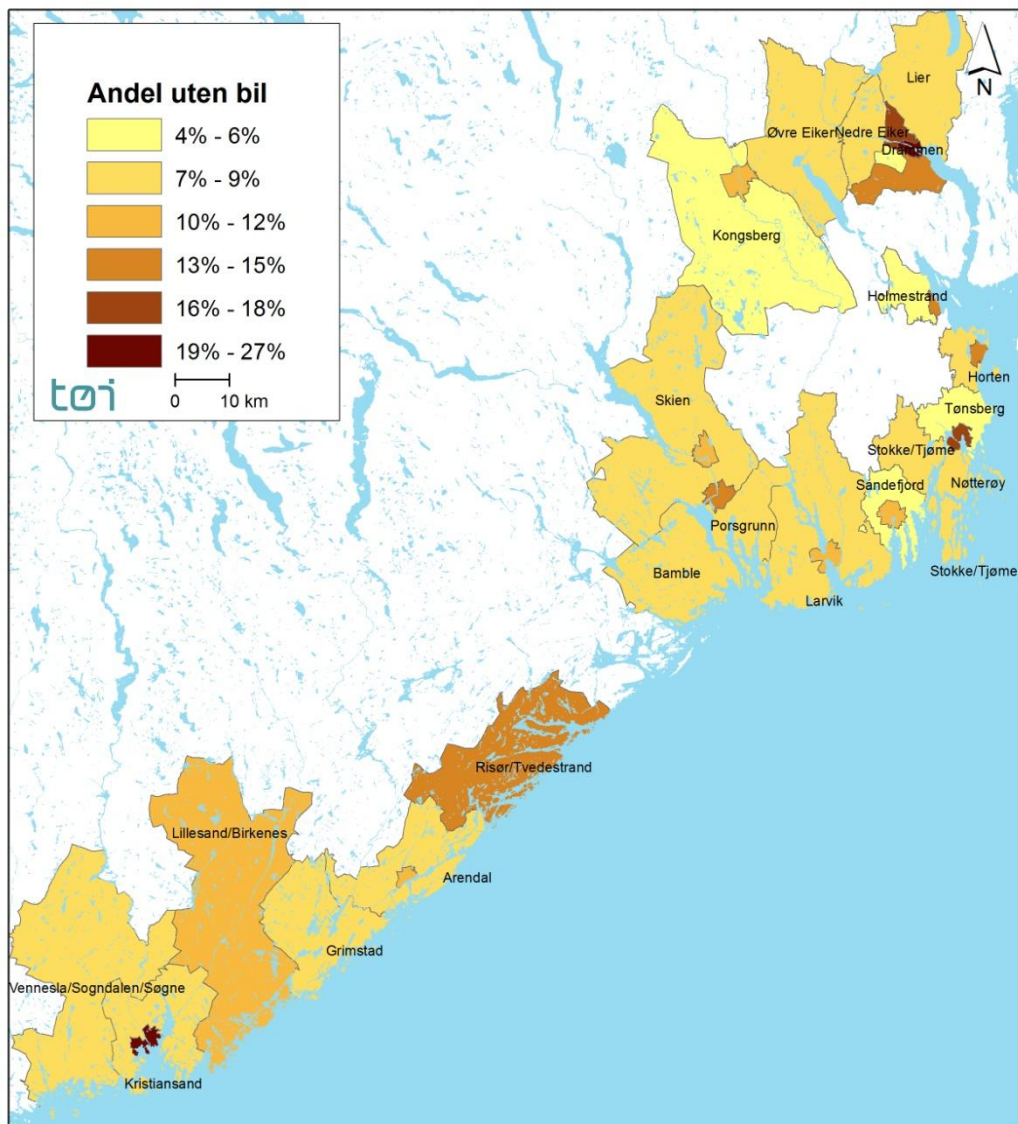 Andel uten bil
4% - 6%
7% - 9%
10% - 12%
13% - 15%
16% - 18%
19% - 27%
tøi
0 10 km
N
Lier
Øvre Eiker
Nedre Eiker
Drammen
Kongsberg
Holmestrand
Horten
Skien
Tønsberg
Stokke/Tjøme
Sandefjord
Nøtterøy
Porsgrunn
Bamble
Stokke/Tjøme
Larvik
Risør/Tvedestrand
Lillesand/Birkenes
Arendal
Grimstad
Vennesla/Sogndalen/Søgne
Kristiansand